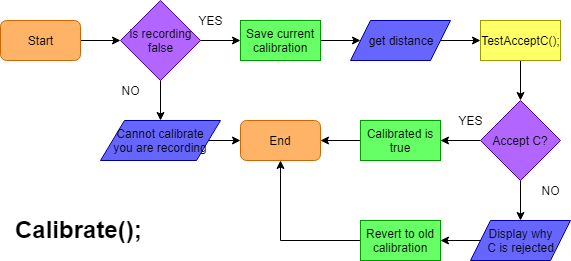 Start
is recording
false
YES
Save current
calibration
get distance
TestAcceptC();
NO
Cannot calibrate
you are recording
End
Calibrated is
true
YES
Accept C?
NO
Calibrate();
Revert to old
calibration
Display why
C is rejected